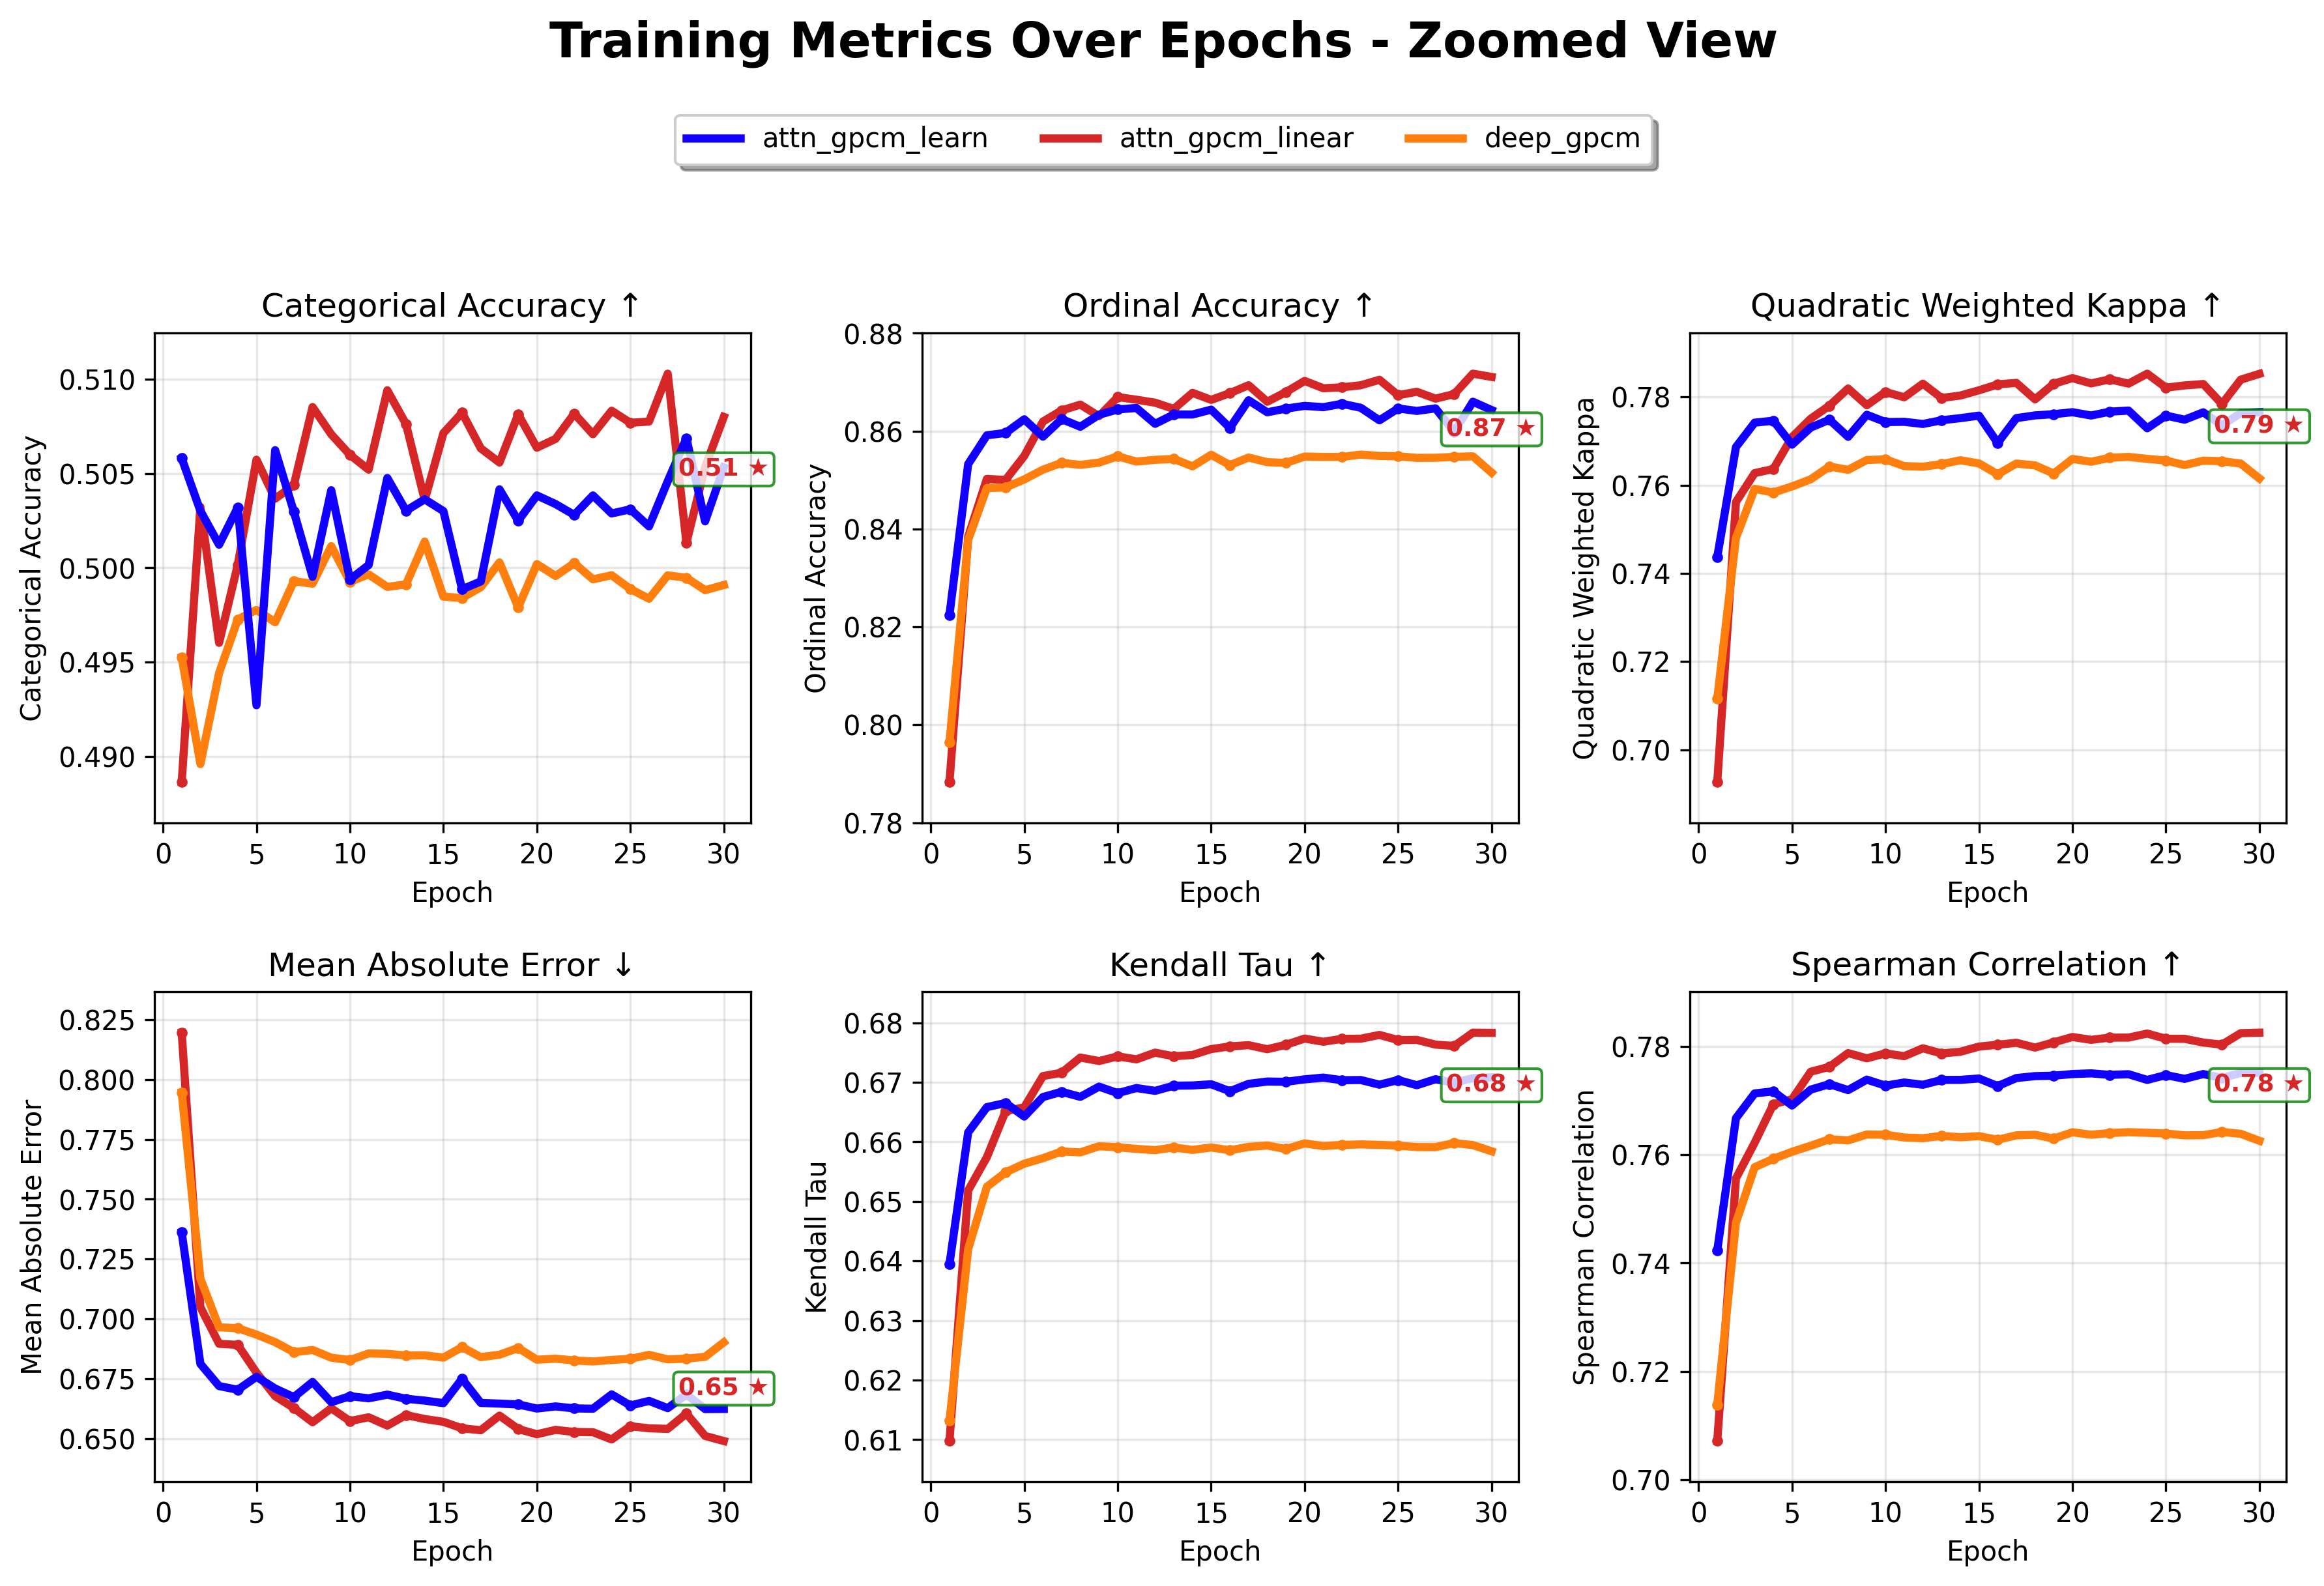 Training Metrics Over Epochs - Zoomed View
attn_gpcm_learn attn_gpcm_linear deep_gpcm
Categorical Accuracy ↑
Categorical Accuracy
0.510
0.505
0.500
0.495
0.490
0.51 ★
0 5 10 15 20 25 30
Epoch
Ordinal Accuracy ↑
Ordinal Accuracy
0.88
0.86
0.84
0.82
0.80
0.78
0.87 ★
0 5 10 15 20 25 30
Epoch
Quadratic Weighted Kappa ↑
Quadratic Weighted Kappa
0.78
0.76
0.74
0.72
0.70
0.79 ★
0 5 10 15 20 25 30
Epoch
Mean Absolute Error ↓
Mean Absolute Error
0.825
0.800
0.775
0.750
0.725
0.700
0.675
0.650
0.65 ★
0 5 10 15 20 25 30
Epoch
Kendall Tau ↑
Kendall Tau
0.68
0.67
0.66
0.65
0.64
0.63
0.62
0.61
0.68 ★
0 5 10 15 20 25 30
Epoch
Spearman Correlation ↑
Spearman Correlation
0.78
0.76
0.74
0.72
0.70
0.78 ★
0 5 10 15 20 25 30
Epoch